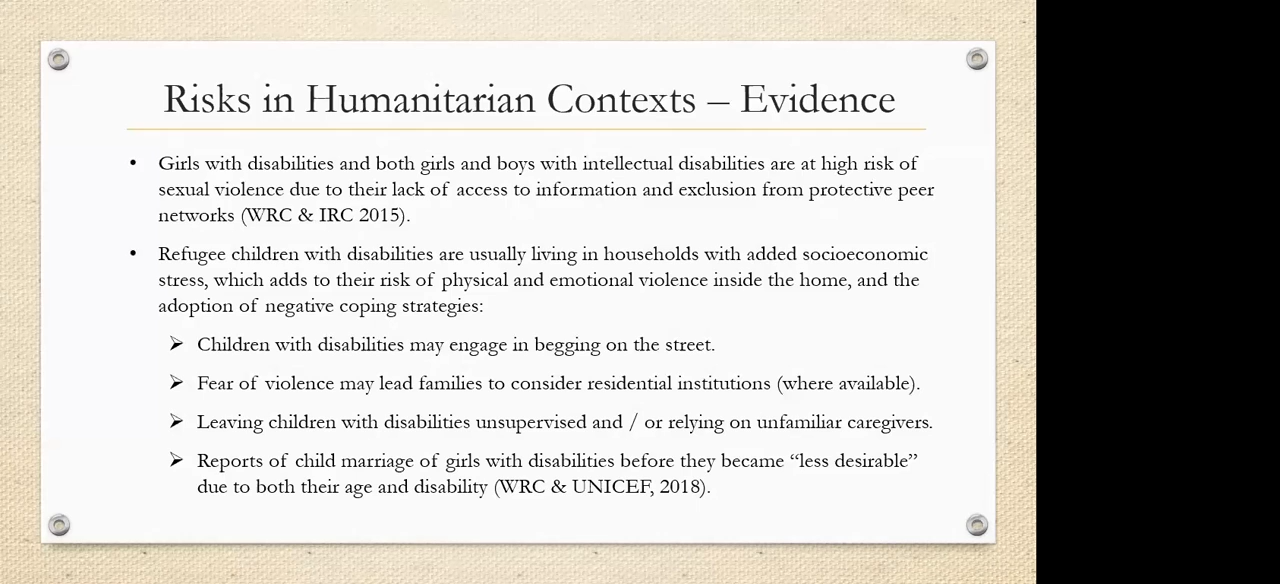 Risks in Humanitarian Contexts – Evidence
• Girls with disabilities and both girls and boys with intellectual disabilities are at high risk of
sexual violence due to their lack of access to information and exclusion from protective peer
networks (WRC & IRC 2015).
• Refugee children with disabilities are usually living in households with added socioeconomic
stress, which adds to their risk of physical and emotional violence inside the home, and the
adoption of negative coping strategies:
➢ Children with disabilities may engage in begging on the street.
➢ Fear of violence may lead families to consider residential institutions (where available).
➢ Leaving children with disabilities unsupervised and / or relying on unfamiliar caregivers.
➢ Reports of child marriage of girls with disabilities before they became “less desirable”
due to both their age and disability (WRC & UNICEF, 2018).